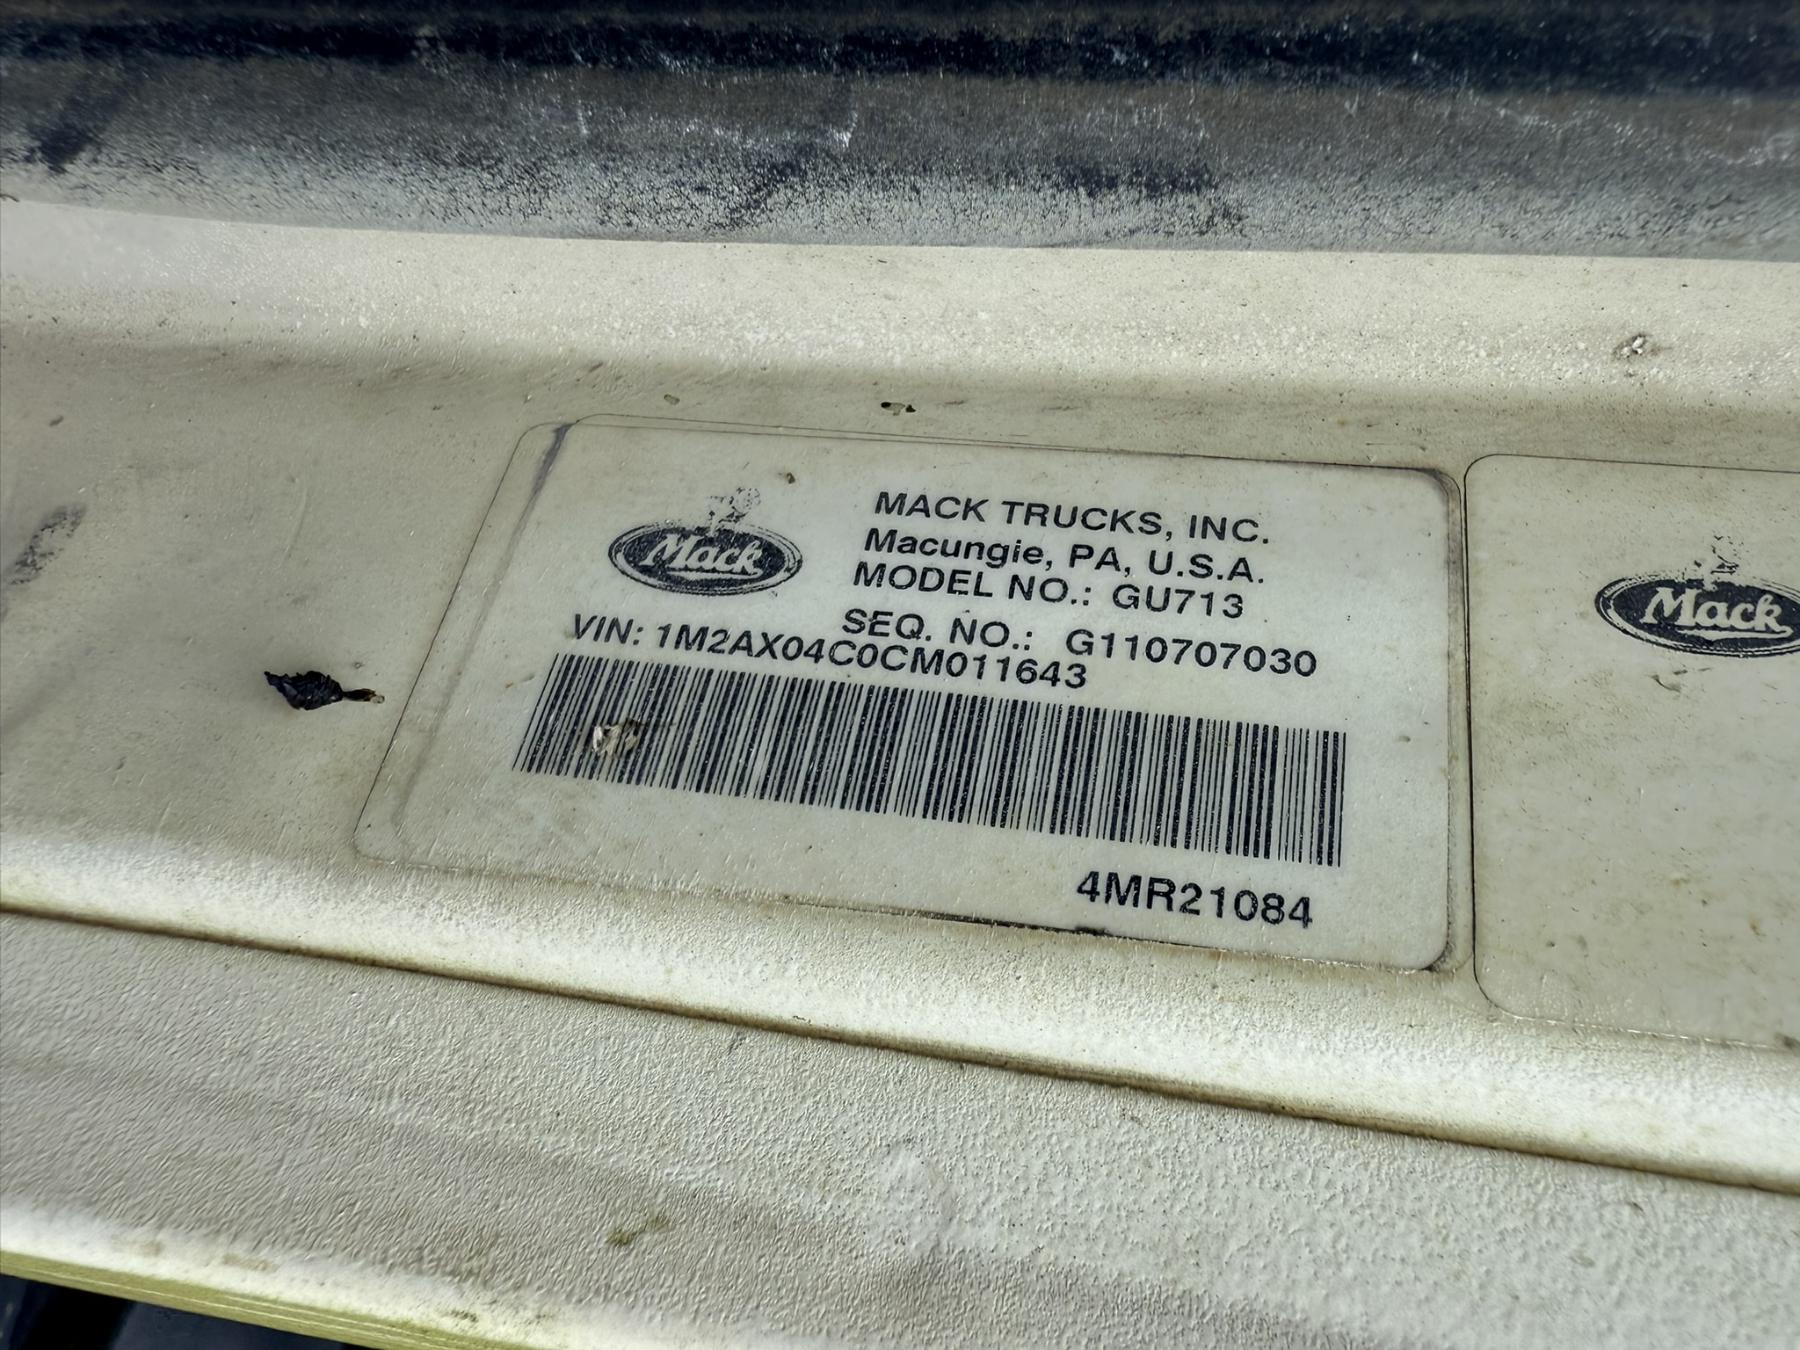 Mack
MACK TRUCKS, INC.
Macungie, PA, U.S.A.
MODEL NO.: GU713
SEQ. NO.: G110707030
VIN: 1M2AX04C0CM011643
4MR21084
Mack